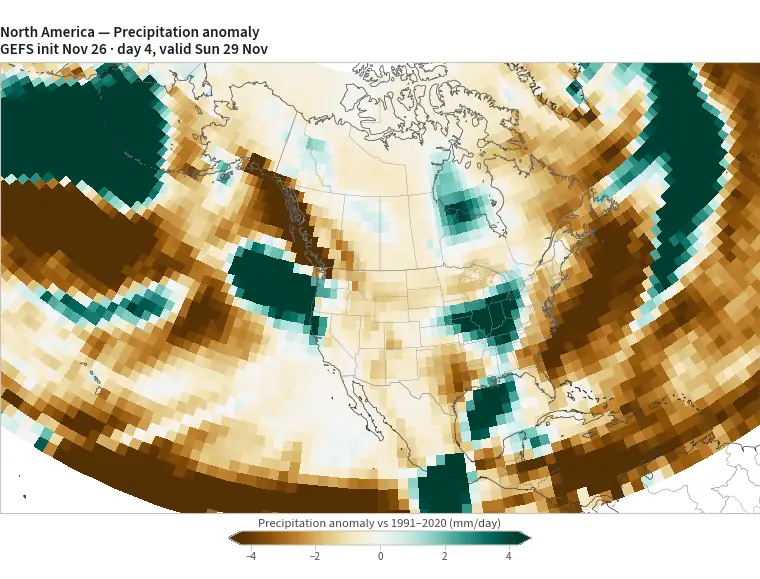 North America — Precipitation anomaly
GEFS init Nov 26 · day 4, valid Sun 29 Nov
Precipitation anomaly vs 1991–2020 (mm/day)
−4 −2 0 2 4